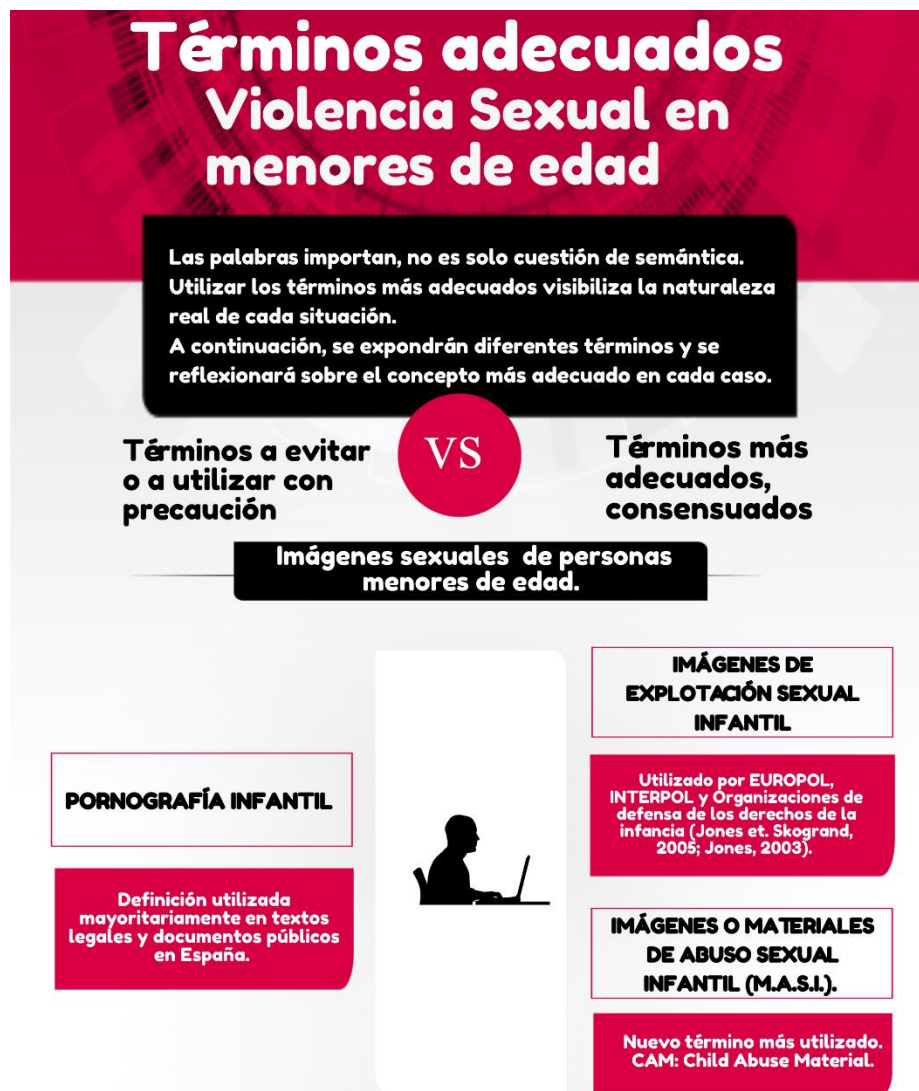 Términos adecuados
Violencia Sexual en
menores de edad
Las palabras importan, no es solo cuestión de semántica.
Utilizar los términos más adecuados visibiliza la naturaleza
real de cada situación.
A continuación, se expondrán diferentes términos y se
reflexionará sobre el concepto más adecuado en cada caso.
Términos a evitar
o a utilizar con
precaución
VS
Términos más
adecuados,
consensuados
Imágenes sexuales de personas
menores de edad.
PORNOGRAFÍA INFANTIL
Definición utilizada
mayoritariamente en textos
legales y documentos públicos
en España.
IMÁGENES DE
EXPLOTACIÓN SEXUAL
INFANTIL
Utilizado por EUROPOL,
INTERPOL y Organizaciones de
defensa de los derechos de la
infancia (Jones et. Skogrand,
2005; Jones, 2003).
IMÁGENES O MATERIALES
DE ABUSO SEXUAL
INFANTIL (M.A.S.I.).
Nuevo término más utilizado.
CAM: Child Abuse Material.